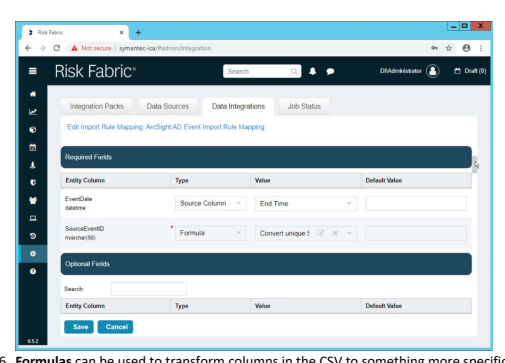 Risk Fabric
Not secure | symantec-ica/#admin/integration
Risk Fabric
Search
DI\Administrator
Draft (0)
Integration Packs Data Sources Data Integrations Job Status
Edit Import Rule Mapping: ArcSight AD Event Import Rule Mapping
Required Fields
Entity Column Type Value Default Value
EventDate
datetime
Source Column End Time
SourceEventID
nvarchar(50)
Formula Convert unique S
Optional Fields
Search:
Entity Column Type Value Default Value
Save Cancel
6.5.2
6. Formulas can be used to transform columns in the CSV to something more specific